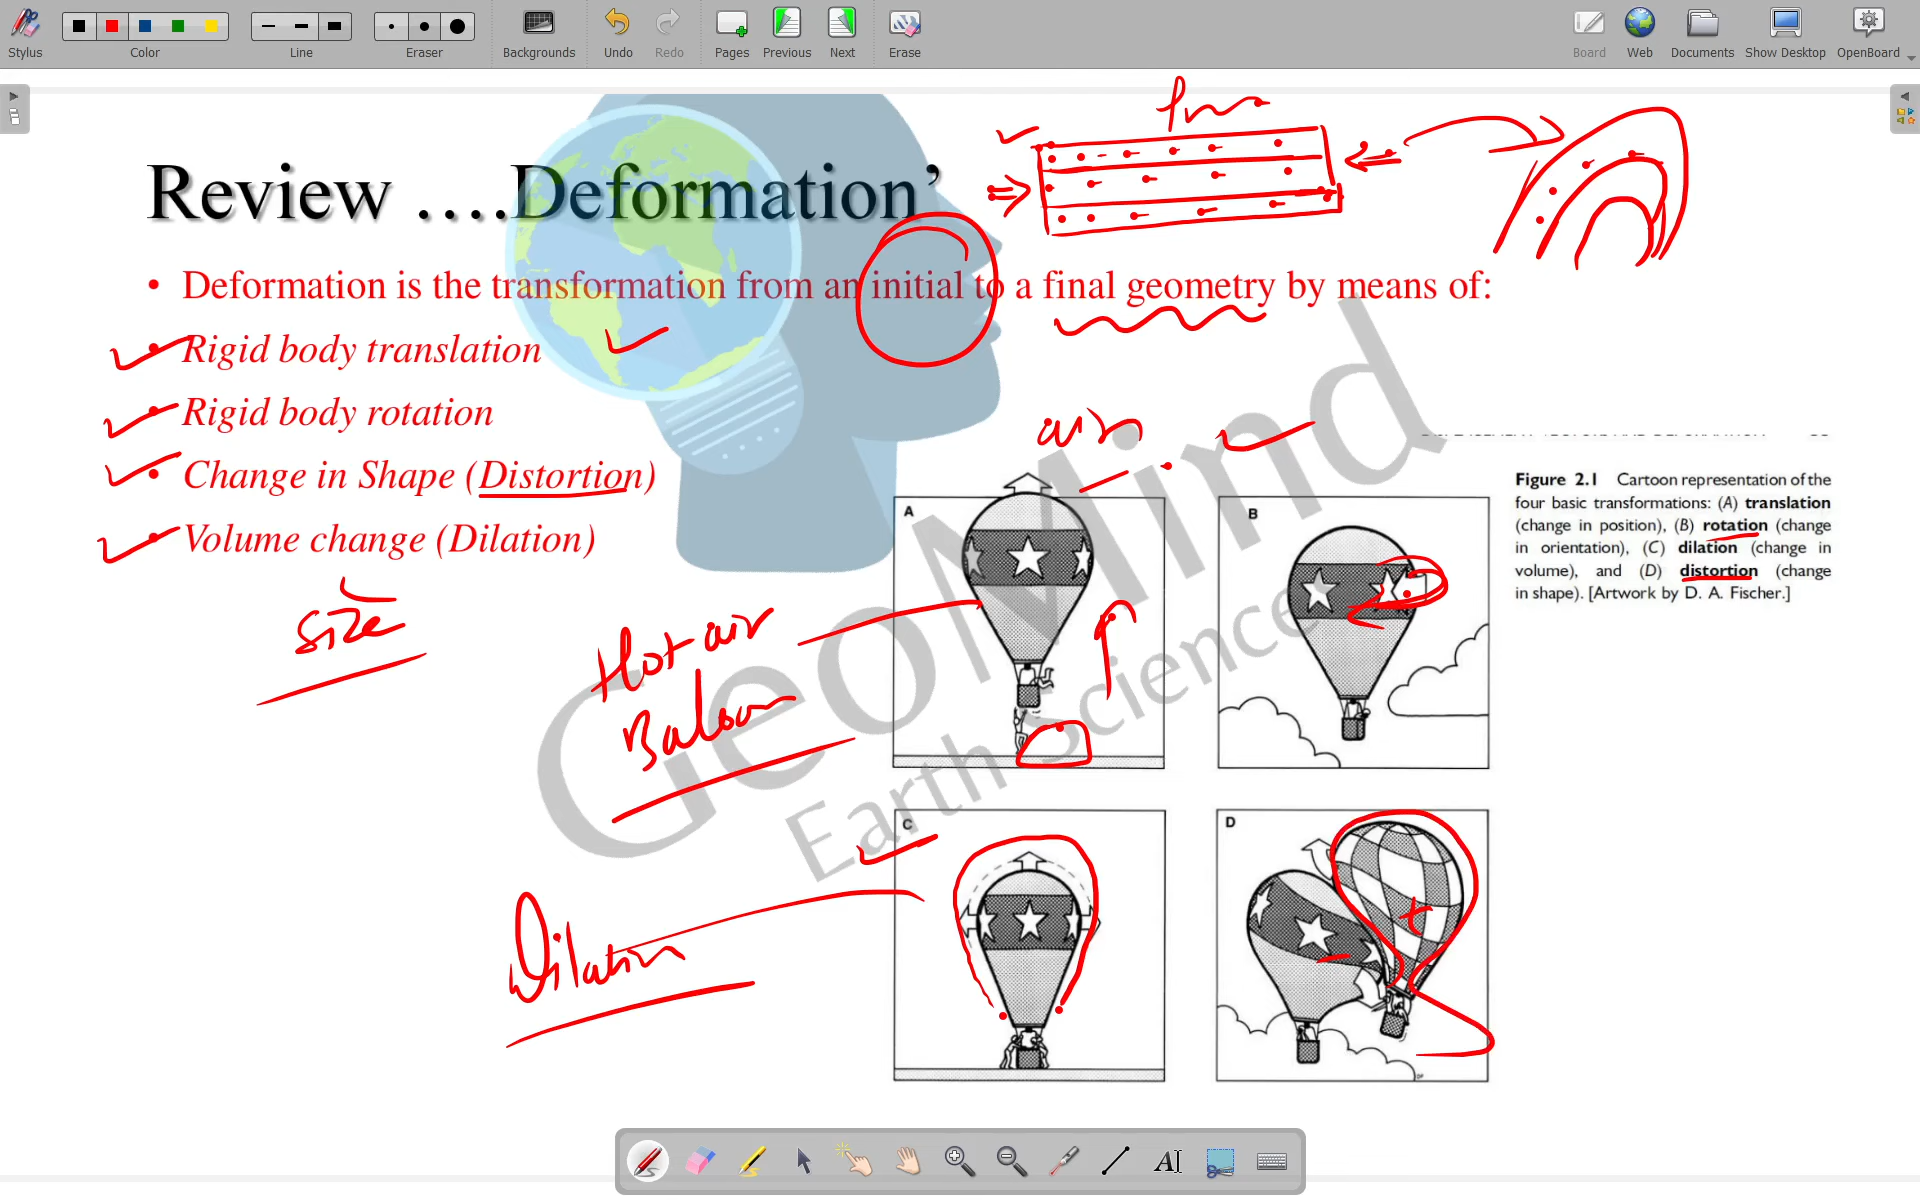 Stylus
Color
Line
Eraser
Backgrounds
Undo
Redo
Pages
Previous
Next
Erase
Board
Web
Documents
Show Desktop
OpenBoard
Review ….Deformation’
• Deformation is the transformation from an initial to a final geometry by means of:
• Rigid body translation
• Rigid body rotation
• Change in Shape (Distortion)
• Volume change (Dilation)
size
air
Hot air
Baloon
Dilation
A
B
C
D
Figure 2.1 Cartoon representation of the
four basic transformations: (A) translation
(change in position), (B) rotation (change
in orientation), (C) dilation (change in
volume), and (D) distortion (change
in shape). [Artwork by D. A. Fischer.]
GeoMind
Earth Science